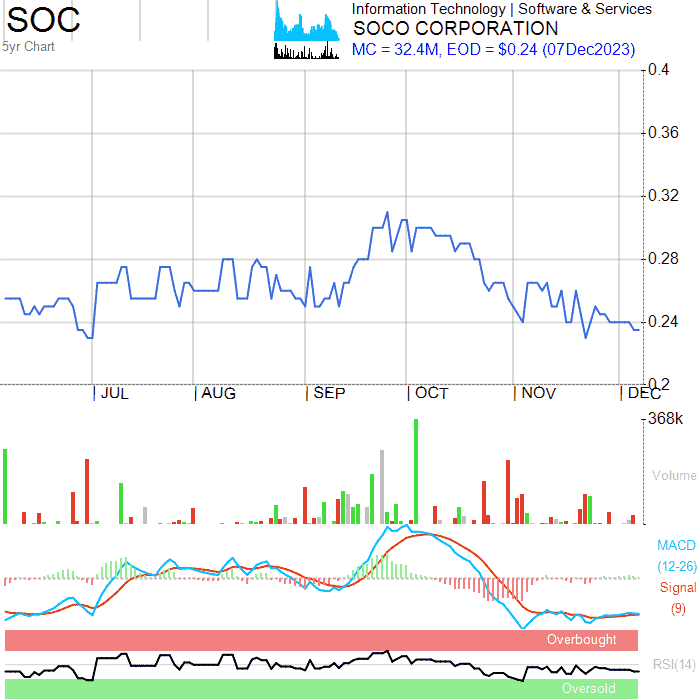 SOC
5yr Chart
Information Technology | Software & Services
SOCO CORPORATION
MC = 32.4M, EOD = $0.24 (07Dec2023)
0.4
0.36
0.32
0.28
0.24
0.2
| JUL | AUG | SEP | OCT | NOV | DEC
368k
Volume
MACD
(12-26)
Signal
(9)
Overbought
RSI(14)
Oversold